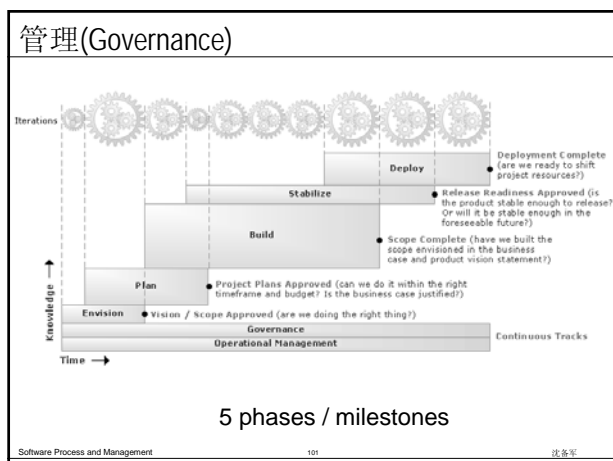 管理(Governance)
Iterations
Deploy
Deployment Complete
(are we ready to shift
project resources?)
Stabilize
Release Readiness Approved (is
the product stable enough to release?
Or will it be stable enough in the
foreseeable future?)
Build
Scope Complete (have we built the
scope envisioned in the business
case and product vision statement?)
Plan
Project Plans Approved (can we do it within the right
timeframe and budget? Is the business case justified?)
Envision
Vision / Scope Approved (are we doing the right thing?)
Knowledge
Governance
Operational Management
Continuous Tracks
Time
5 phases / milestones
Software Process and Management
101
沈备军